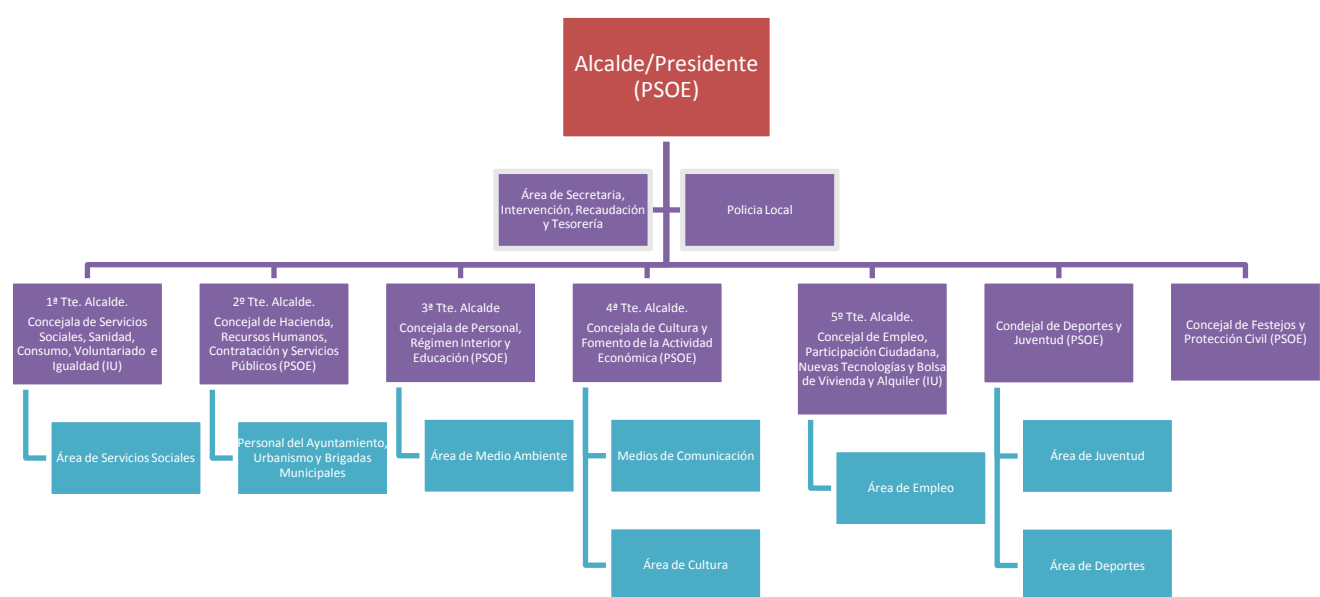 Alcalde/Presidente
(PSOE)
Área de Secretaria,
Intervención, Recaudación
y Tesorería
Policia Local
1ª Tte. Alcalde.
Concejala de Servicios
Sociales, Sanidad,
Consumo, Voluntariado e
Igualdad (IU)
2º Tte. Alcalde.
Concejal de Hacienda,
Recursos Humanos,
Contratación y Servicios
Públicos (PSOE)
3ª Tte. Alcalde
Concejala de Personal,
Régimen Interior y
Educación (PSOE)
4ª Tte. Alcalde.
Concejala de Cultura y
Fomento de la Actividad
Económica (PSOE)
5º Tte. Alcalde.
Concejal de Empleo,
Participación Ciudadana,
Nuevas Tecnologías y Bolsa
de Vivienda y Alquiler (IU)
Condejal de Deportes y
Juventud (PSOE)
Concejal de Festejos y
Protección Civil (PSOE)
Área de Servicios Sociales
Personal del Ayuntamiento,
Urbanismo y Brigadas
Municipales
Área de Medio Ambiente
Medios de Comunicación
Área de Empleo
Área de Juventud
Área de Cultura
Área de Deportes